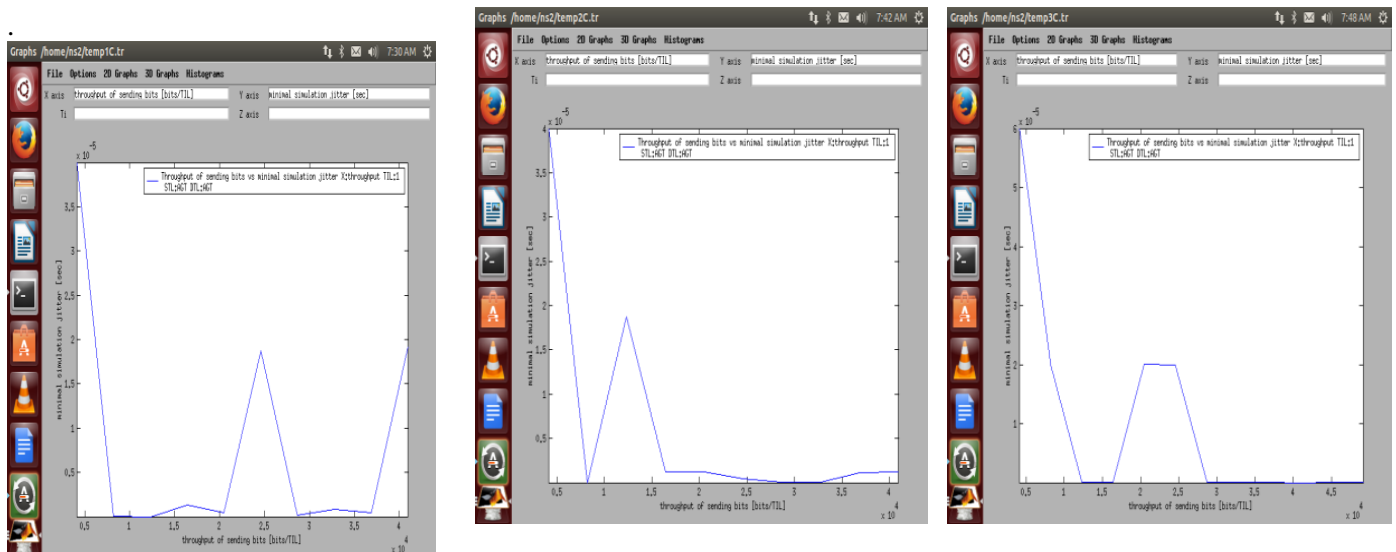 .
Graphs /home/ns2/temp1C.tr 7:30 AM
File Options 2D Graphs 3D Graphs Histograms
X axis throughput of sending bits [bits/TIL] Y axis minimal simulation jitter [sec]
Ti Z axis
x 10 -5
Throughput of sending bits vs minimal simulation jitter X:throughput TIL:1
STL:AGT DTL:AGT
3,5
3
2,5
2
1,5
1
0,5
minimal simulation jitter [sec]
0,5 1 1,5 2 2,5 3 3,5 4
throughput of sending bits [bits/TIL]
x 10 4
Graphs /home/ns2/temp2C.tr 7:42 AM
File Options 2D Graphs 3D Graphs Histograms
X axis throughput of sending bits [bits/TIL] Y axis minimal simulation jitter [sec]
Ti Z axis
x 10 -5
Throughput of sending bits vs minimal simulation jitter X:throughput TIL:1
STL:AGT DTL:AGT
4
3,5
3
2,5
2
1,5
1
0,5
minimal simulation jitter [sec]
0,5 1 1,5 2 2,5 3 3,5 4
throughput of sending bits [bits/TIL]
x 10 4
Graphs /home/ns2/temp3C.tr 7:48 AM
File Options 2D Graphs 3D Graphs Histograms
X axis throughput of sending bits [bits/TIL] Y axis minimal simulation jitter [sec]
Ti Z axis
x 10 -5
Throughput of sending bits vs minimal simulation jitter X:throughput TIL:1
STL:AGT DTL:AGT
6
5
4
3
2
1
minimal simulation jitter [sec]
0,5 1 1,5 2 2,5 3 3,5 4 4,5
throughput of sending bits [bits/TIL]
x 10 4